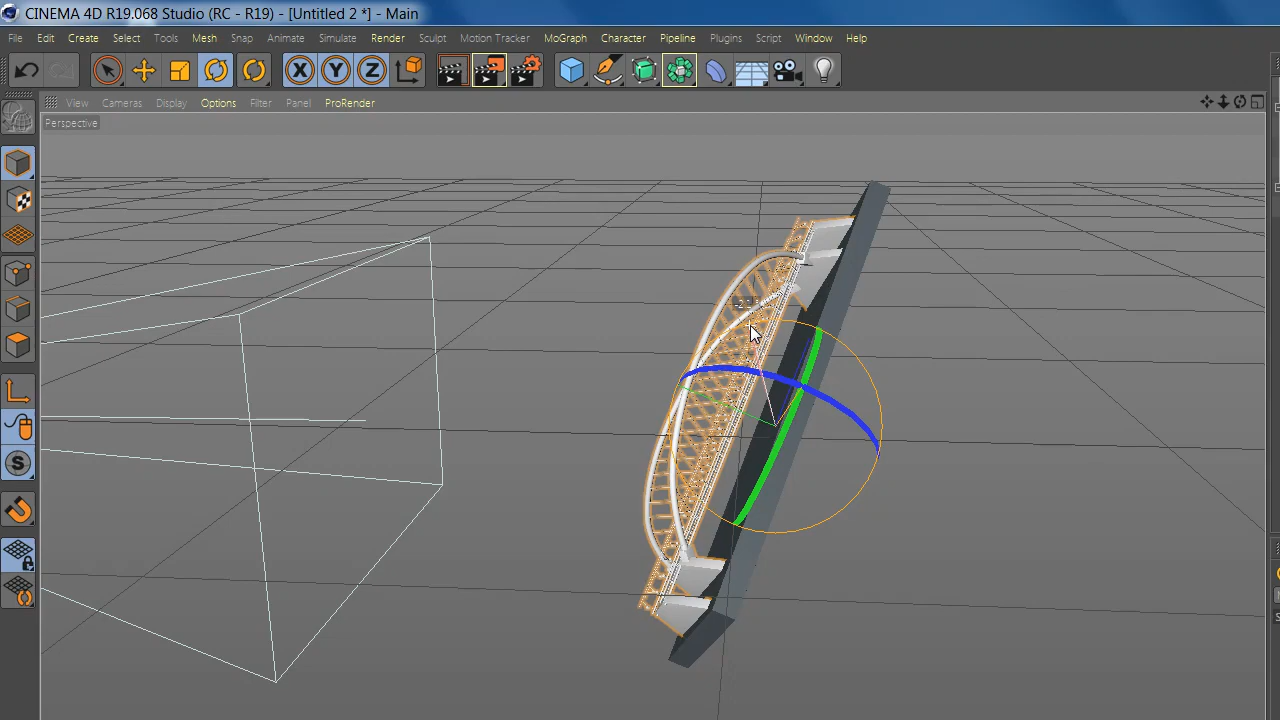 CINEMA 4D R19.068 Studio (RC - R19) - [Untitled 2 *] - Main
File Edit Create Select Tools Mesh Snap Animate Simulate Render Sculpt Motion Tracker MoGraph Character Pipeline Plugins Script Window Help
X Y Z
View Cameras Display Options Filter Panel ProRender
Perspective
S